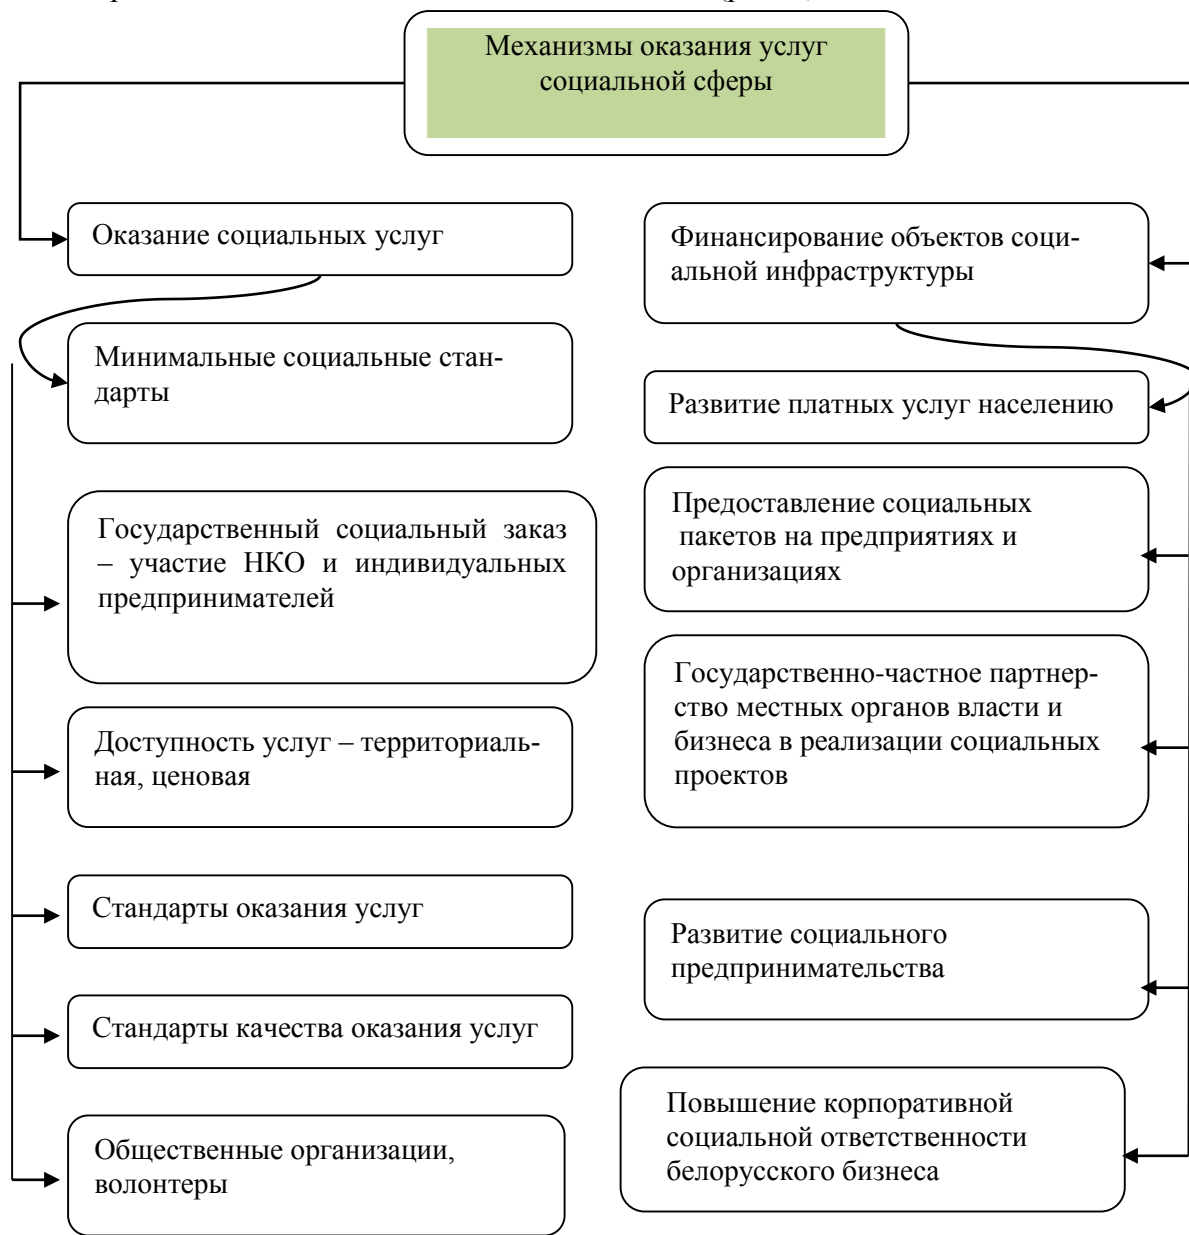 Механизмы оказания услуг
социальной сферы
Оказание социальных услуг
Минимальные социальные стан-
дарты
Государственный социальный заказ
– участие НКО и индивидуальных
предпринимателей
Доступность услуг – территориаль-
ная, ценовая
Стандарты оказания услуг
Стандарты качества оказания услуг
Общественные организации,
волонтеры
Финансирование объектов соци-
альной инфраструктуры
Развитие платных услуг населению
Предоставление социальных
пакетов на предприятиях и
организациях
Государственно-частное партнер-
ство местных органов власти и
бизнеса в реализации социальных
проектов
Развитие социального
предпринимательства
Повышение корпоративной
социальной ответственности
белорусского бизнеса